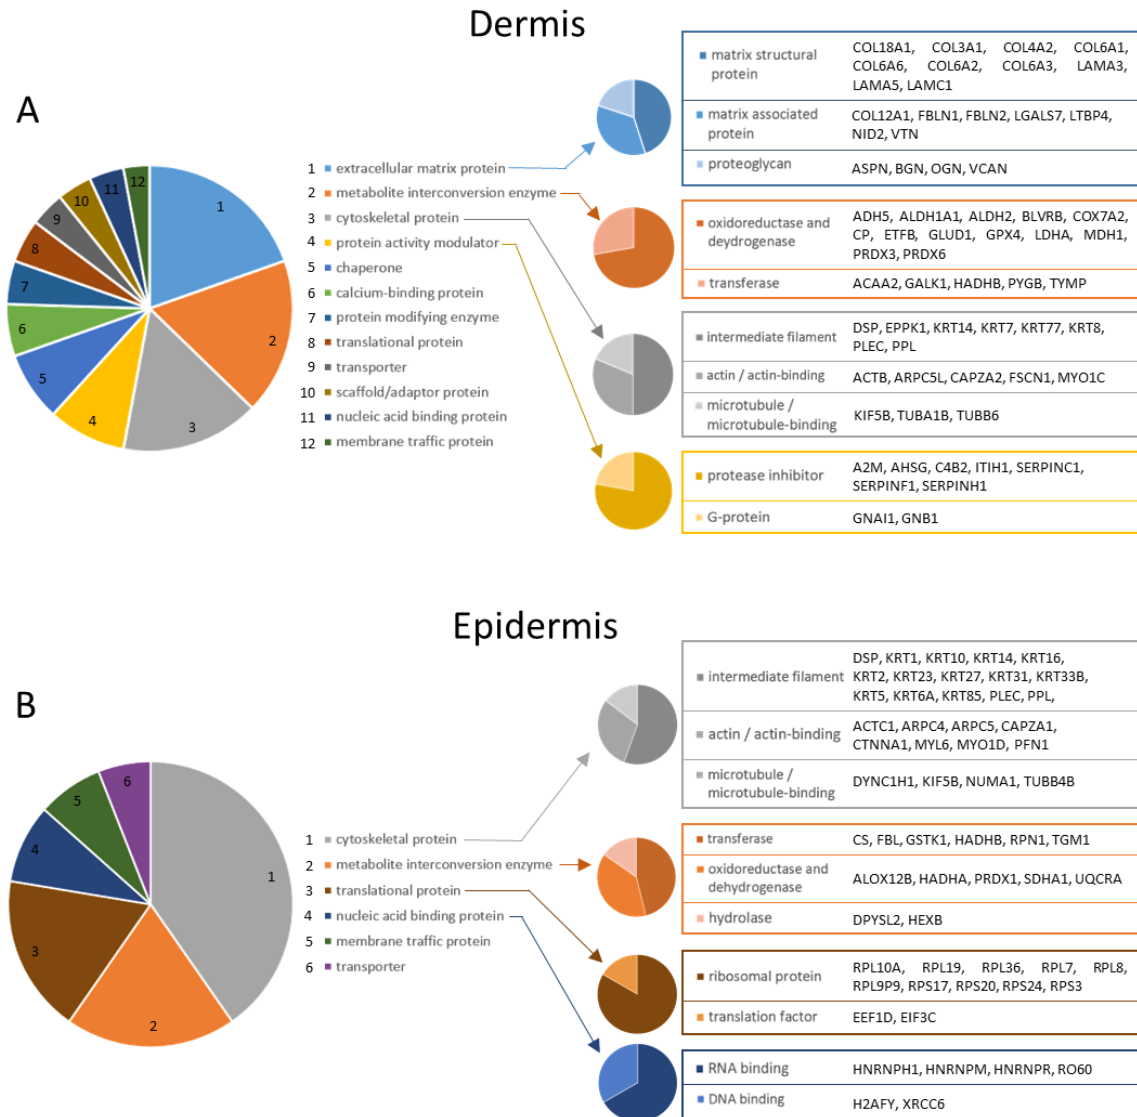 Dermis
A
1
2
3
4
5
6
7
8
9
10
11
12
1 extracellular matrix protein
2 metabolite interconversion enzyme
3 cytoskeletal protein
4 protein activity modulator
5 chaperone
6 calcium-binding protein
7 protein modifying enzyme
8 translational protein
9 transporter
10 scaffold/adaptor protein
11 nucleic acid binding protein
12 membrane traffic protein
matrix structural
protein
COL18A1, COL3A1, COL4A2, COL6A1,
COL6A6, COL6A2, COL6A3, LAMA3,
LAMA5, LAMC1
matrix associated
protein
COL12A1, FBLN1, FBLN2, LGALS7, LTBP4,
NID2, VTN
proteoglycan
ASPN, BGN, OGN, VCAN
oxidoreductase and
deydrogenase
ADH5, ALDH1A1, ALDH2, BLVRB, COX7A2,
CP, ETFB, GLUD1, GPX4, LDHA, MDH1,
PRDX3, PRDX6
transferase
ACAA2, GALK1, HADHB, PYGB, TYMP
intermediate filament
DSP, EPPK1, KRT14, KRT7, KRT77, KRT8,
PLEC, PPL
actin / actin-binding
ACTB, ARPC5L, CAPZA2, FSCN1, MYO1C
microtubule /
microtubule-binding
KIF5B, TUBA1B, TUBB6
protease inhibitor
A2M, AHSG, C4B2, ITIH1, SERPINC1,
SERPINF1, SERPINH1
G-protein
GNAI1, GNB1
Epidermis
B
1
2
3
4
5
6
1 cytoskeletal protein
2 metabolite interconversion enzyme
3 translational protein
4 nucleic acid binding protein
5 membrane traffic protein
6 transporter
intermediate filament
DSP, KRT1, KRT10, KRT14, KRT16,
KRT2, KRT23, KRT27, KRT31, KRT33B,
KRT5, KRT6A, KRT85, PLEC, PPL,
actin / actin-binding
ACTC1, ARPC4, ARPC5, CAPZA1,
CTNNA1, MYL6, MYO1D, PFN1
microtubule /
microtubule-binding
DYNC1H1, KIF5B, NUMA1, TUBB4B
transferase
CS, FBL, GSTK1, HADHB, RPN1, TGM1
oxidoreductase and
dehydrogenase
ALOX12B, HADHA, PRDX1, SDHA1, UQCRA
hydrolase
DPYSL2, HEXB
ribosomal protein
RPL10A, RPL19, RPL36, RPL7, RPL8,
RPL9P9, RPS17, RPS20, RPS24, RPS3
translation factor
EEF1D, EIF3C
RNA binding
HNRNPH1, HNRNPM, HNRNPR, RO60
DNA binding
H2AFY, XRCC6